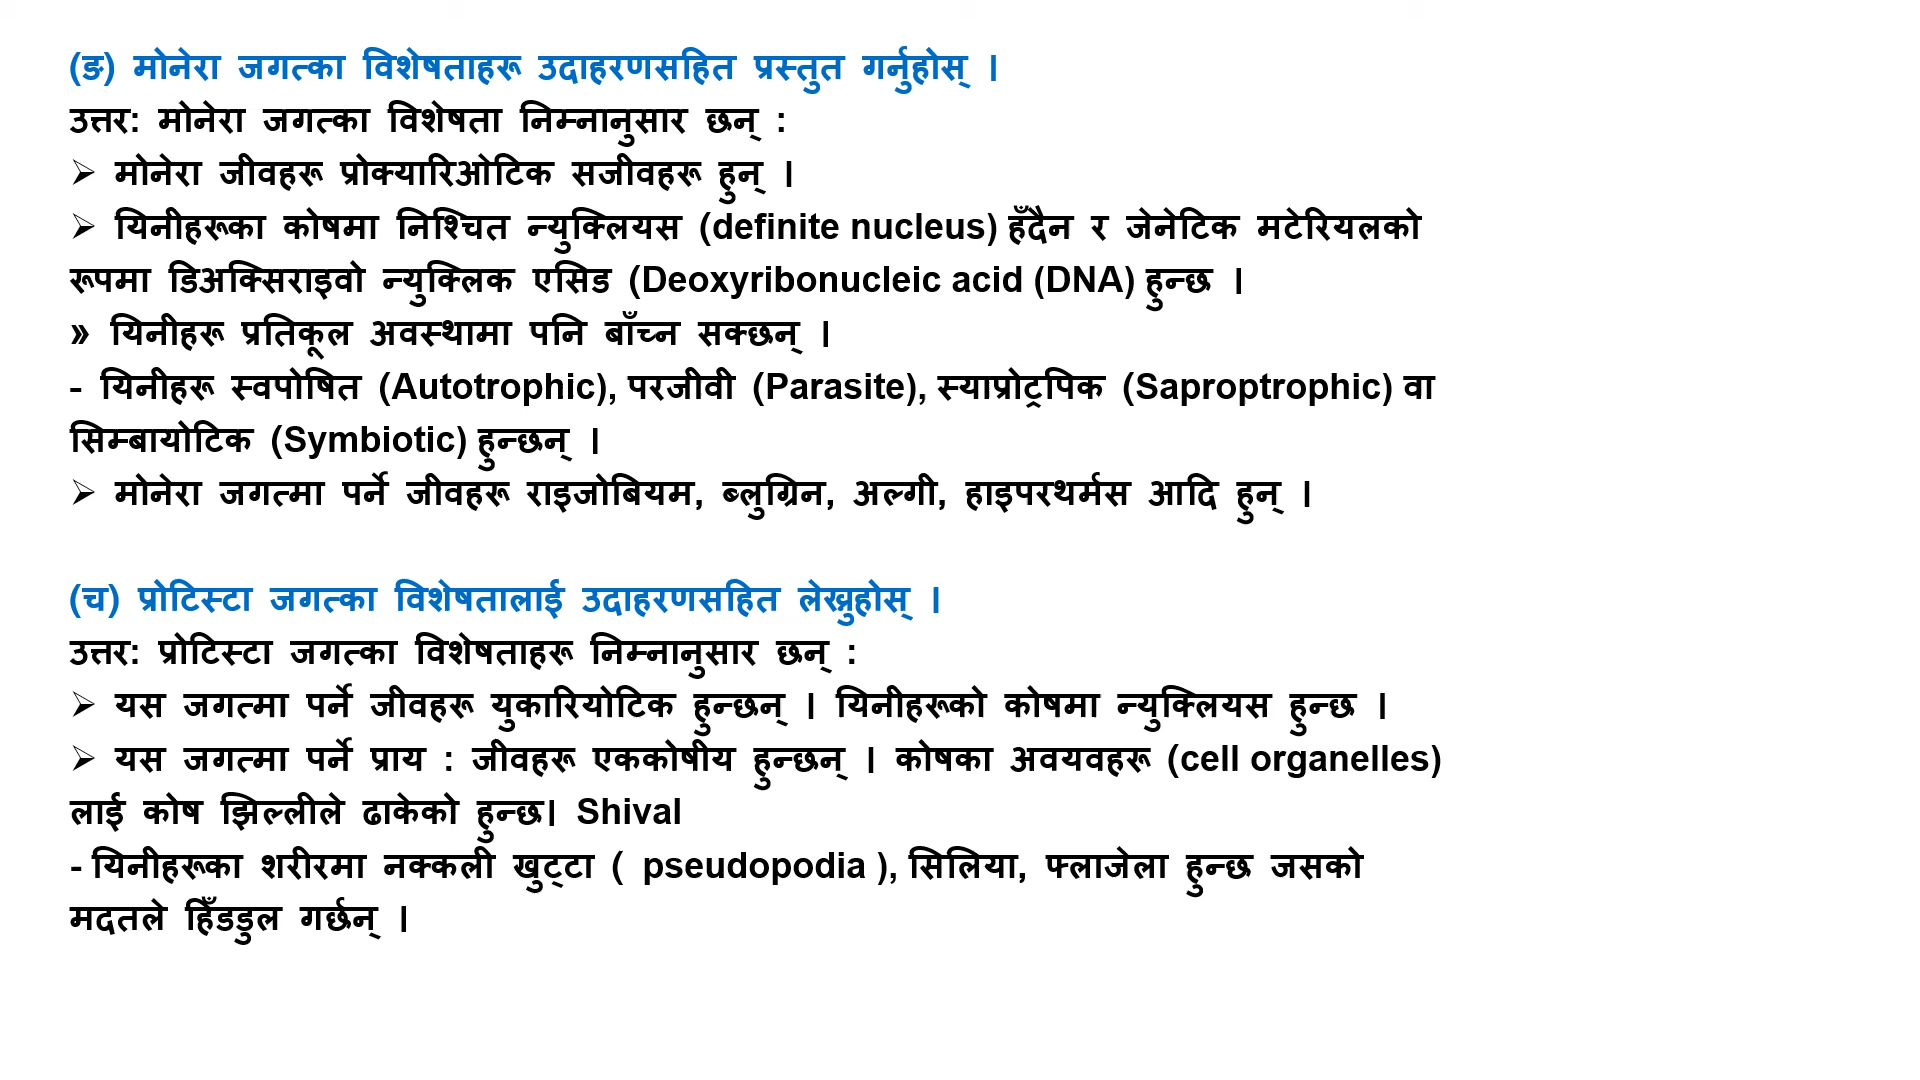 (ङ) मोनेरा जगत्का विशेषताहरू उदाहरणसहित प्रस्तुत गर्नुहोस् ।
उत्तर: मोनेरा जगत्का विशेषता निम्नानुसार छन् :
➢ मोनेरा जीवहरू प्रोक्यारिओटिक सजीवहरू हुन् ।
➢ यिनीहरूका कोषमा निश्चित न्युक्लियस (definite nucleus) हुँदैन र जेनेटिक मटेरियलको
रूपमा डिअक्सिराइवो न्युक्लिक एसिड (Deoxyribonucleic acid (DNA) हुन्छ ।
» यिनीहरू प्रतिकूल अवस्थामा पनि बाँच्न सक्छन् ।
- यिनीहरू स्वपोषित (Autotrophic), परजीवी (Parasite), स्याप्रोट्रपिक (Saproptrophic) वा
सिम्बायोटिक (Symbiotic) हुन्छन् ।
➢ मोनेरा जगत्मा पर्ने जीवहरू राइजोबियम, ब्लुग्रिन, अल्गी, हाइपरथर्मस आदि हुन् ।
(च) प्रोटिस्टा जगत्का विशेषतालाई उदाहरणसहित लेख्नुहोस् ।
उत्तर: प्रोटिस्टा जगत्का विशेषताहरू निम्नानुसार छन् :
➢ यस जगत्मा पर्ने जीवहरू युकारियोटिक हुन्छन् । यिनीहरूको कोषमा न्युक्लियस हुन्छ ।
➢ यस जगत्मा पर्ने प्राय : जीवहरू एककोषीय हुन्छन् । कोषका अवयवहरू (cell organelles)
लाई कोष झिल्लीले ढाकेको हुन्छ। Shival
- यिनीहरूका शरीरमा नक्कली खुट्टा ( pseudopodia ), सिलिया, फ्लाजेला हुन्छ जसको
मदतले हिँडडुल गर्छन् ।